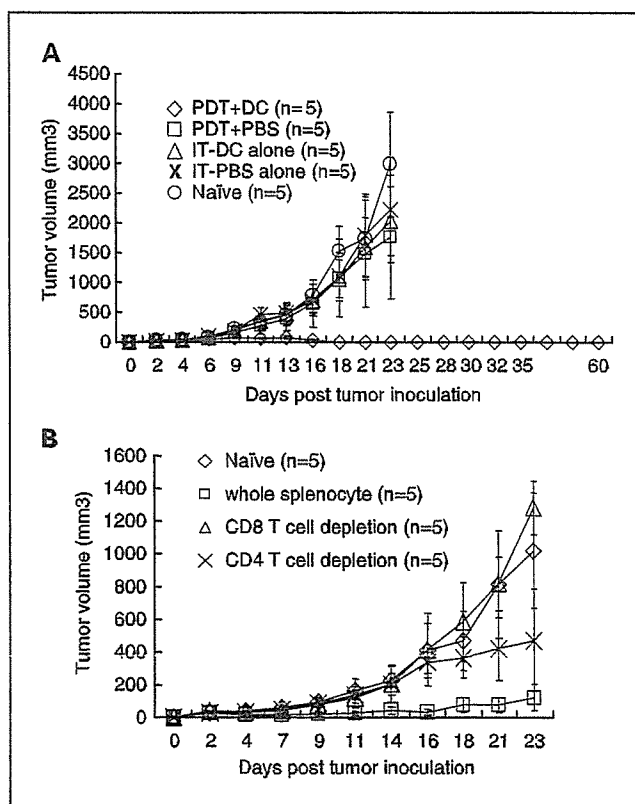 A
4500
4000
3500
3000
2500
2000
1500
1000
500
0
Tumor volume (mm3)
PDT+DC (n=5)
PDT+PBS (n=5)
IT-DC alone (n=5)
IT-PBS alone (n=5)
Naïve (n=5)
0 2 4 6 9 11 13 16 18 21 23 25 28 30 32 35 60
Days post tumor inoculation
B
1600
1400
1200
1000
800
600
400
200
0
Tumor volume (mm3)
Naïve (n=5)
whole splenocyte (n=5)
CD8 T cell depletion (n=5)
CD4 T cell depletion (n=5)
0 2 4 7 9 11 14 16 18 21 23
Days post tumor inoculation